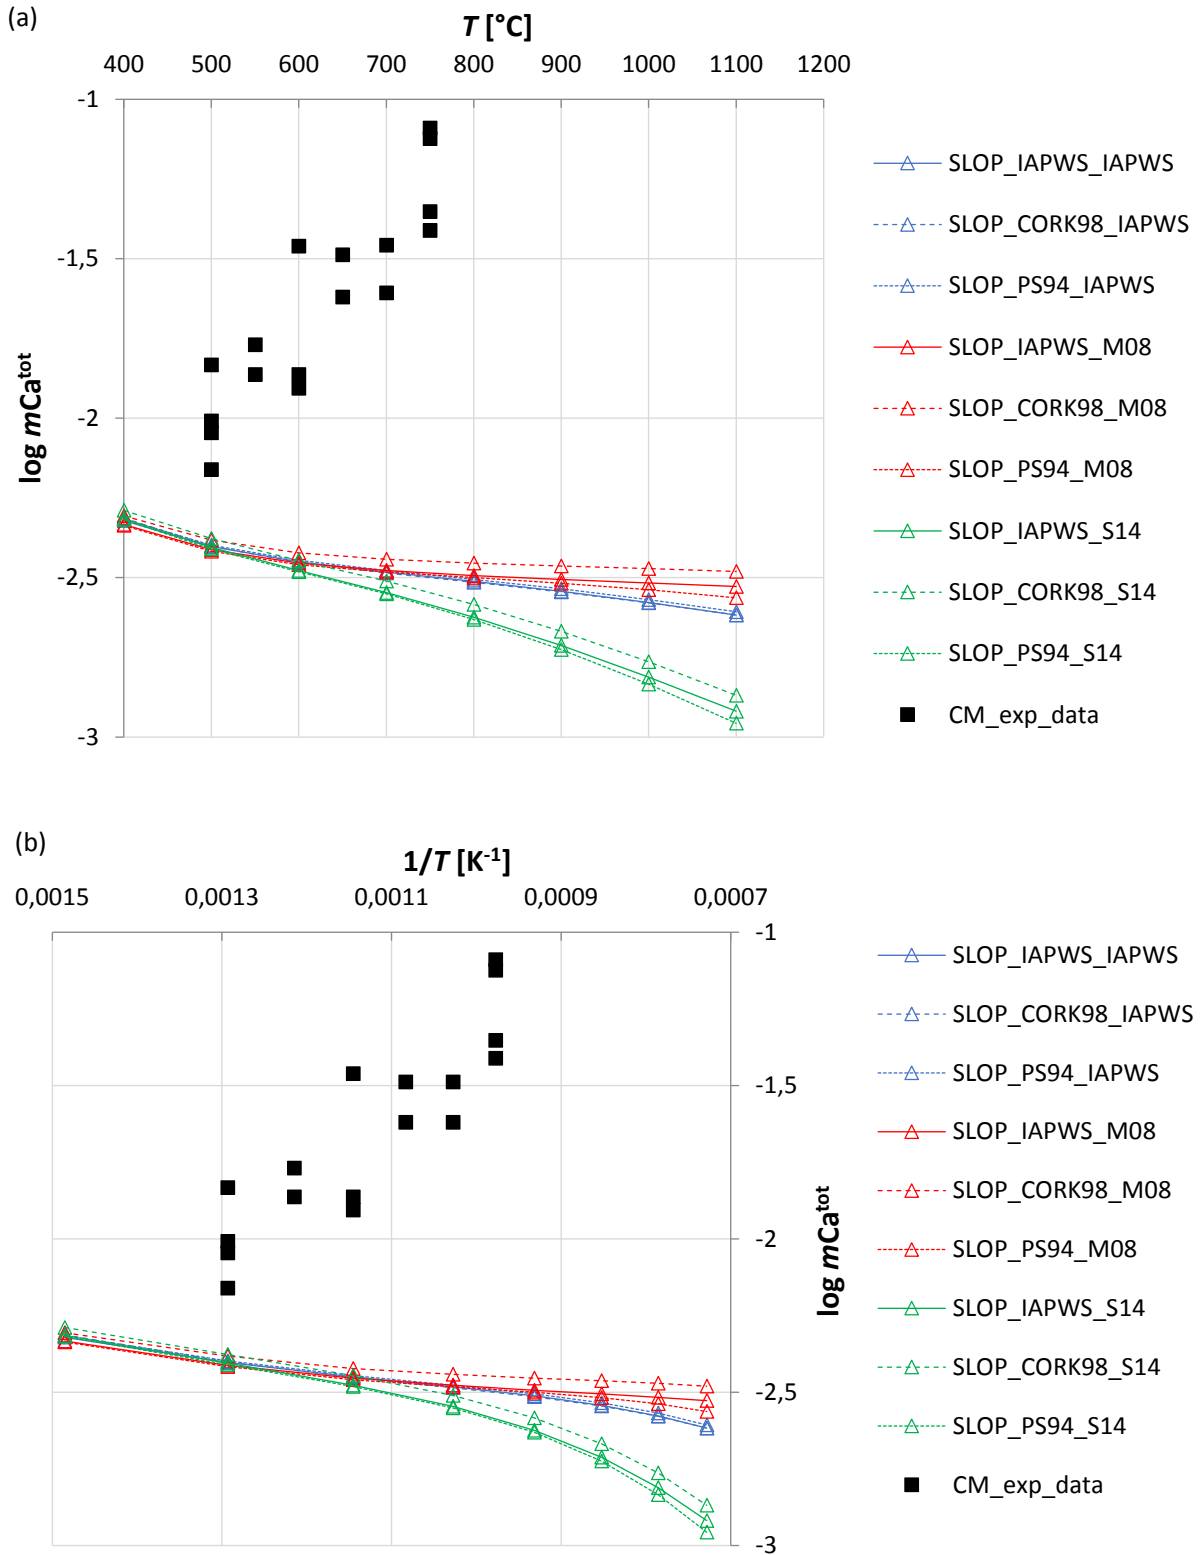 (a)
T [°C]
400 500 600 700 800 900 1000 1100 1200
-1
-1,5
-2
-2,5
-3
log mCa^tot
SLOP_IAPWS_IAPWS
SLOP_CORK98_IAPWS
SLOP_PS94_IAPWS
SLOP_IAPWS_M08
SLOP_CORK98_M08
SLOP_PS94_M08
SLOP_IAPWS_S14
SLOP_CORK98_S14
SLOP_PS94_S14
CM_exp_data
(b)
1/T [K⁻¹]
0,0015 0,0013 0,0011 0,0009 0,0007
-1
-1,5
-2
-2,5
-3
log mCa^tot
SLOP_IAPWS_IAPWS
SLOP_CORK98_IAPWS
SLOP_PS94_IAPWS
SLOP_IAPWS_M08
SLOP_CORK98_M08
SLOP_PS94_M08
SLOP_IAPWS_S14
SLOP_CORK98_S14
SLOP_PS94_S14
CM_exp_data